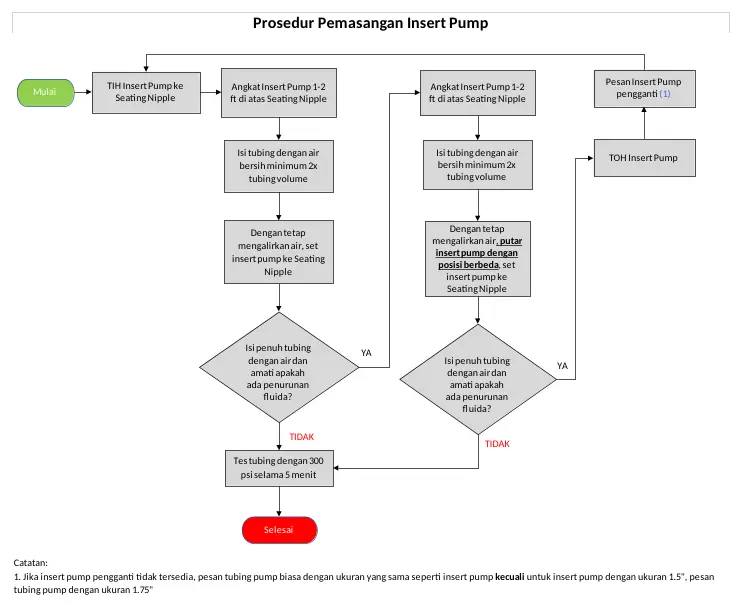 Prosedur Pemasangan Insert Pump
Mulai
TIH Insert Pump ke
Seating Nipple
Angkat Insert Pump 1-2
ft di atas Seating Nipple
Isi tubing dengan air
bersih minimum 2x
tubing volume
Dengan tetap
mengalirkan air, set
insert pump ke Seating
Nipple
Isi penuh tubing
dengan air dan
amati apakah
ada penurunan
fluida?
YA
TIDAK
Tes tubing dengan 300
psi selama 5 menit
Selesai
Angkat Insert Pump 1-2
ft di atas Seating Nipple
Isi tubing dengan air
bersih minimum 2x
tubing volume
Dengan tetap
mengalirkan air, putar
insert pump dengan
posisi berbeda, set
insert pump ke
Seating Nipple
Isi penuh tubing
dengan air dan
amati apakah
ada penurunan
fluida?
YA
TIDAK
TOH Insert Pump
Pesan Insert Pump
pengganti (1)
Catatan:
1. Jika insert pump pengganti tidak tersedia, pesan tubing pump biasa dengan ukuran yang sama seperti insert pump kecuali untuk insert pump dengan ukuran 1.5", pesan
tubing pump dengan ukuran 1.75"